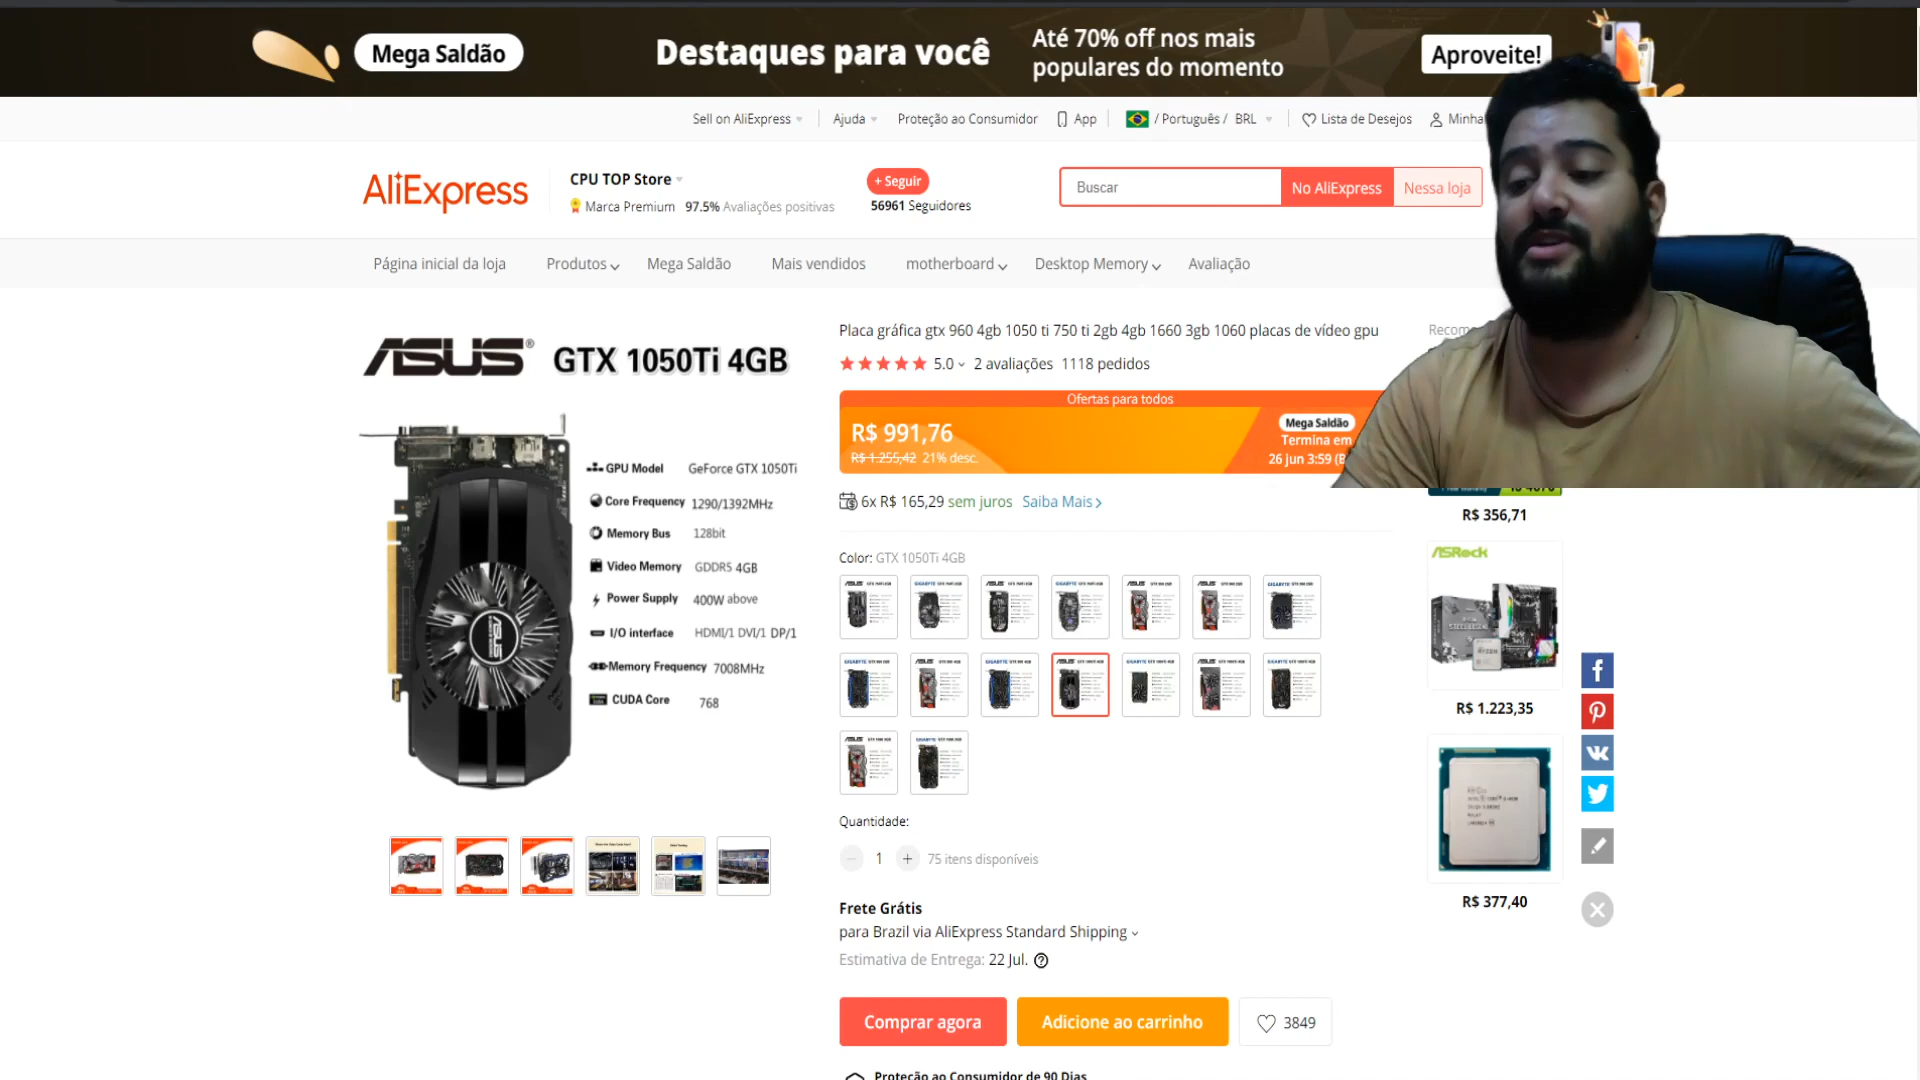 Mega Saldão
Destaques para você
Até 70% off nos mais
populares do momento
Aproveite!
Sell on AliExpress
Ajuda
Proteção ao Consumidor
App
/ Português / BRL
Lista de Desejos
Minha
AliExpress
CPU TOP Store
Marca Premium 97.5% Avaliações positivas
+ Seguir
56961 Seguidores
Buscar
No AliExpress
Nessa loja
Página inicial da loja
Produtos
Mega Saldão
Mais vendidos
motherboard
Desktop Memory
Avaliação
ASUS® GTX 1050Ti 4GB
GPU Model GeForce GTX 1050Ti
Core Frequency 1290/1392MHz
Memory Bus 128bit
Video Memory GDDR5 4GB
Power Supply 400W above
I/O interface HDMI/1 DVI/1 DP/1
Memory Frequency 7008MHz
CUDA Core 768
ASUS
Placa gráfica gtx 960 4gb 1050 ti 750 ti 2gb 4gb 1660 3gb 1060 placas de vídeo gpu
5.0 2 avaliações 1118 pedidos
Ofertas para todos
R$ 991,76
R$ 1.255,42 21% desc.
Mega Saldão
Termina em
26 jun 3:59 (B
6x R$ 165,29 sem juros Saiba Mais
Color: GTX 1050Ti 4GB
Quantidade:
1
75 itens disponíveis
Frete Grátis
para Brazil via AliExpress Standard Shipping
Estimativa de Entrega: 22 Jul.
Comprar agora
Adicione ao carrinho
3849
Proteção ao Consumidor de 90 Dias
Recom
R$ 356,71
ASRock
R$ 1.223,35
R$ 377,40